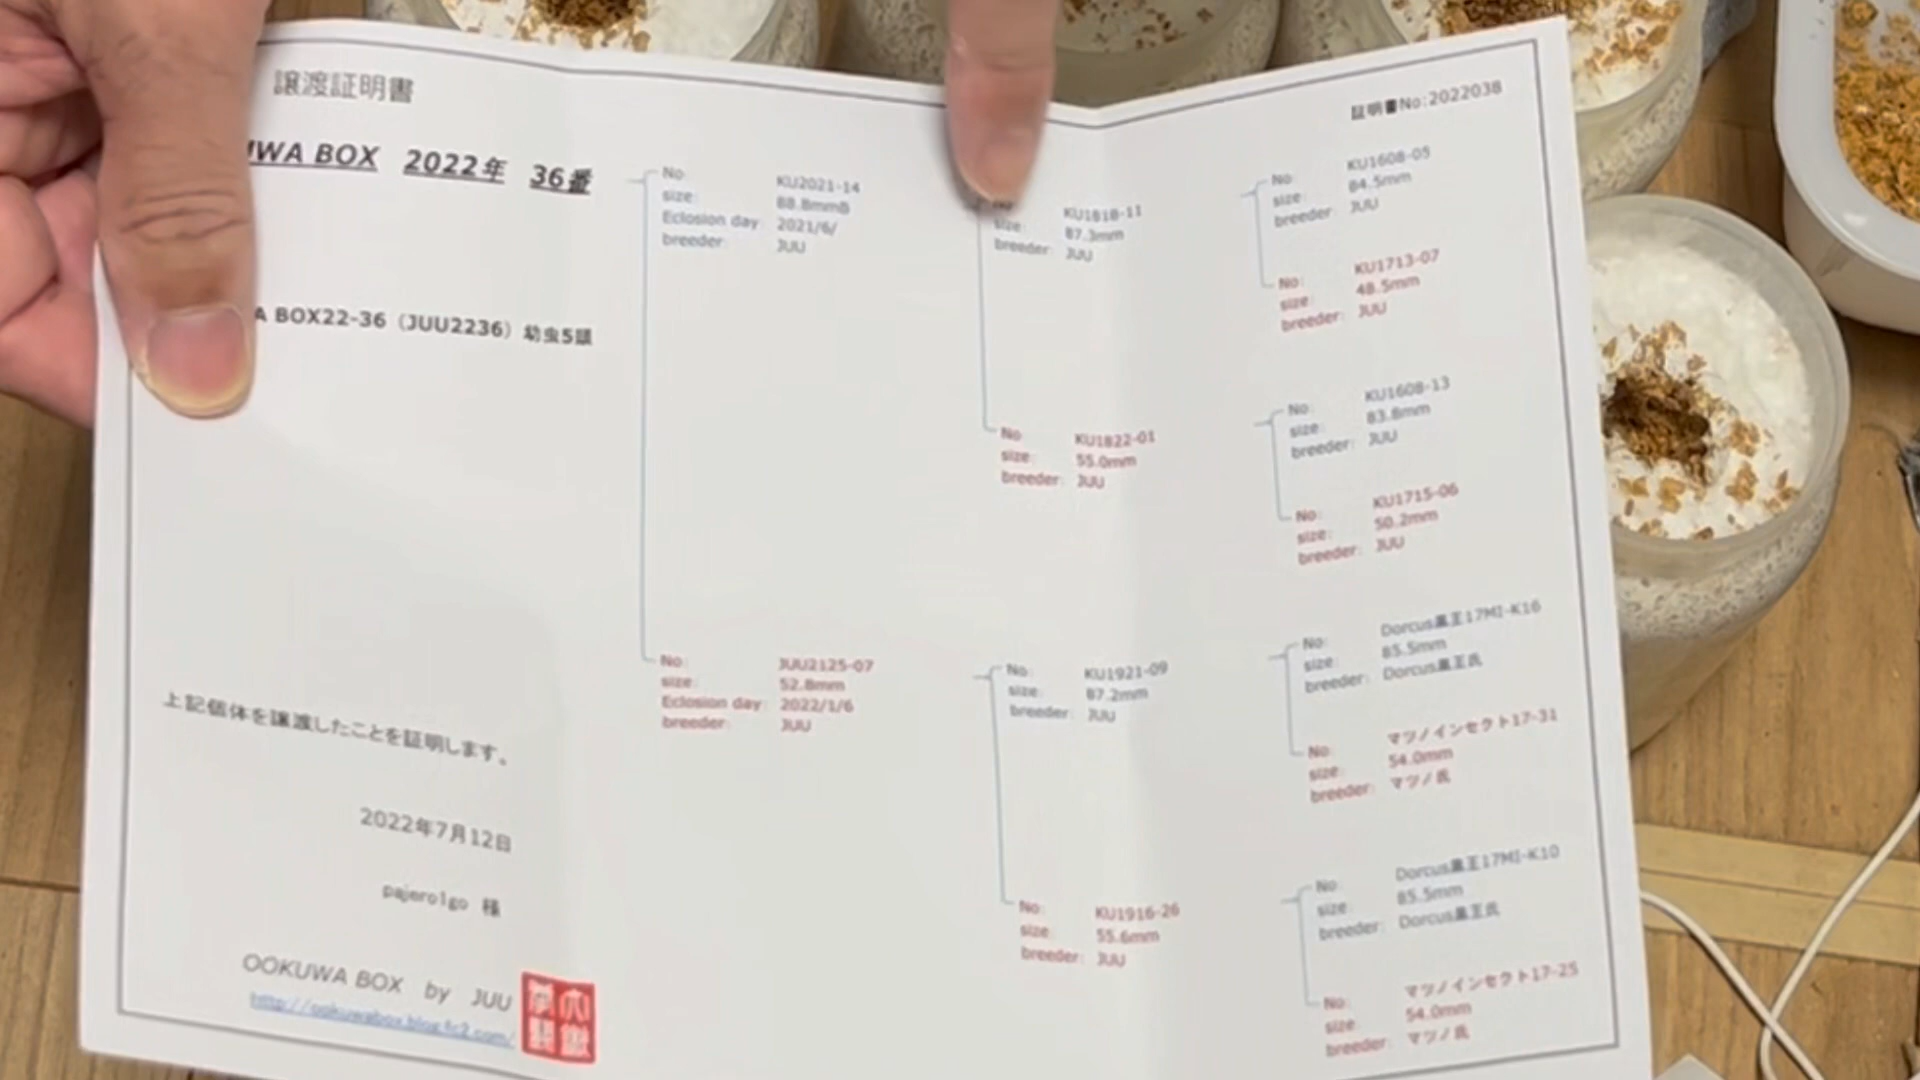 譲渡証明書
証明書No:2022038
UWA BOX 2022年 36番
A BOX22-36（JUU2236）幼虫5頭
上記個体を譲渡したことを証明します。
2022年7月12日
pajero1go 様
OOKUWA BOX by JUU
http://ookuwabox.blog.fc2.com/
No: KU2021-14
size: 88.8mmB
Eclosion day: 2021/6/
breeder: JUU
No: JUU2125-07
size: 52.8mm
Eclosion day: 2022/1/6
breeder: JUU
No KU1818-11
size: 87.3mm
breeder: JUU
No: KU1822-01
size: 55.0mm
breeder: JUU
No: KU1921-09
size: 87.2mm
breeder: JUU
No: KU1916-26
size: 55.6mm
breeder: JUU
No: KU1608-05
size: 84.5mm
breeder: JUU
No: KU1713-07
size: 48.5mm
breeder: JUU
No: KU1608-13
size: 83.8mm
breeder: JUU
No: KU1715-06
size: 50.2mm
breeder: JUU
No: Dorcus黒王17MI-K16
size: 85.5mm
breeder: Dorcus黒王氏
No: マツノインセクト17-31
size: 54.0mm
breeder: マツノ氏
No: Dorcus黒王17MI-K10
size: 85.5mm
breeder: Dorcus黒王氏
No: マツノインセクト17-25
size: 54.0mm
breeder: マツノ氏